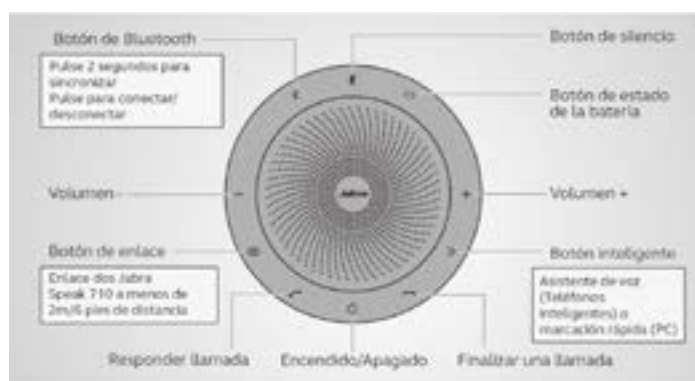 Botón de Bluetooth
Pulse 2 segundos para
sincronizar
Pulse para conectar/
desconectar
Botón de silencio
Botón de estado
de la batería
Volumen -
Jabra
Volumen +
Botón de enlace
Enlace dos Jabra
Speak 710 a menos de
2m/6 pies de distancia
Botón inteligente
Asistente de voz
(Teléfonos
inteligentes) o
marcación rápida (PC)
Responder llamada
Encendido/Apagado
Finalizar una llamada